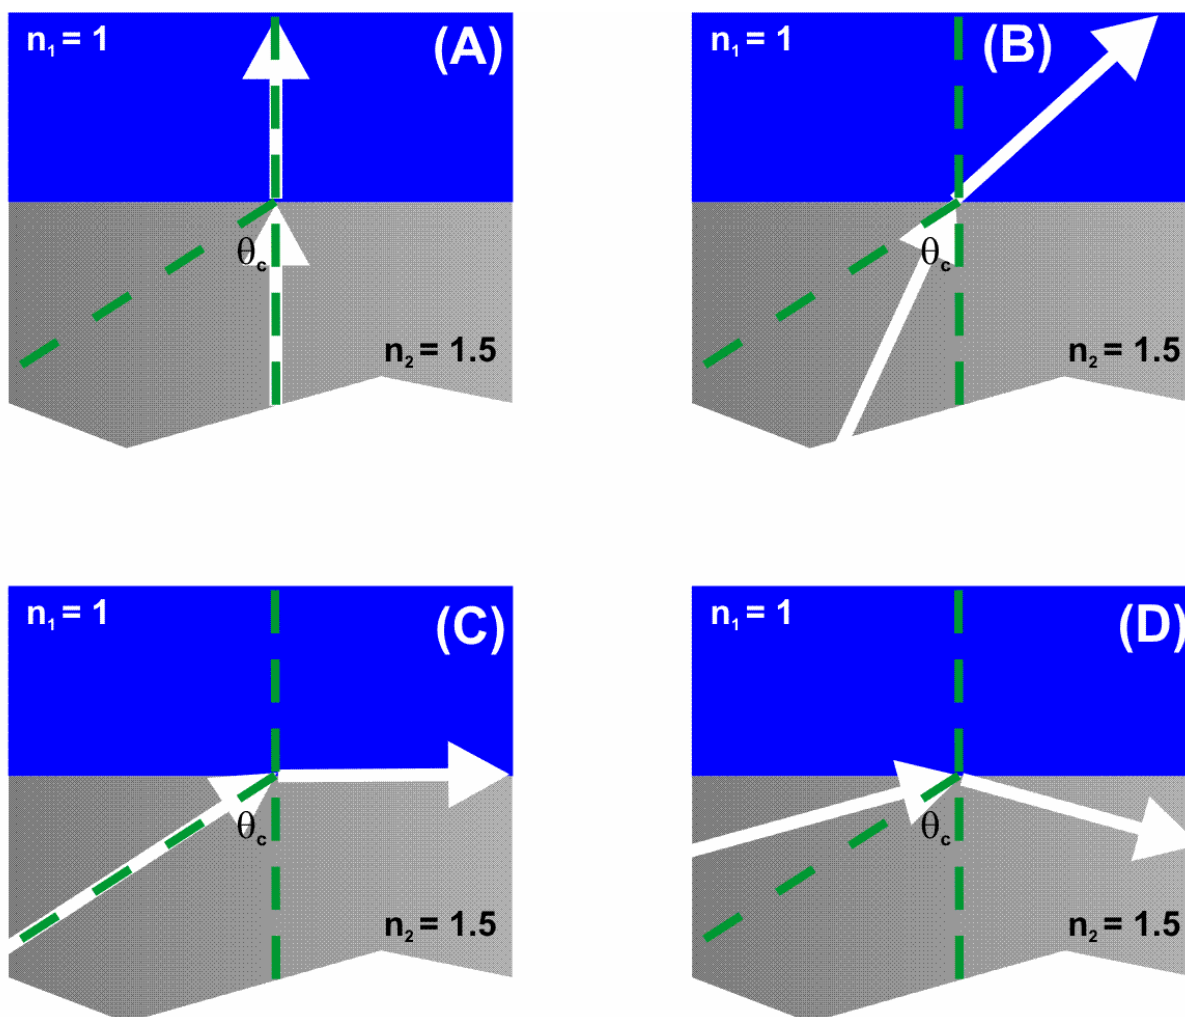 n₁ = 1 (A)
θc
n₂ = 1.5
n₁ = 1 (B)
θc
n₂ = 1.5
n₁ = 1 (C)
θc
n₂ = 1.5
n₁ = 1 (D)
θc
n₂ = 1.5